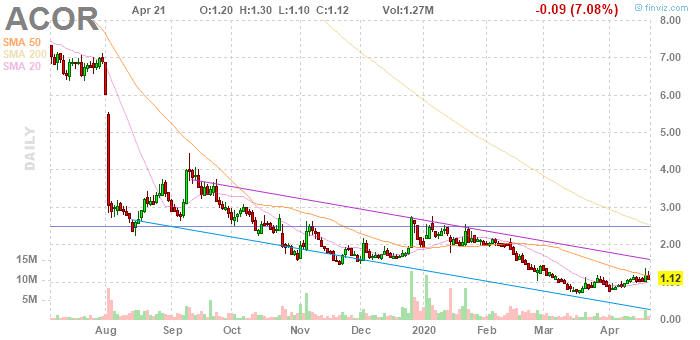 ACOR Apr 21 O:1.20 H:1.30 L:1.10 C:1.12 Vol:1.27M -0.09 (7.08%) © finviz.com
SMA 50
SMA 200
SMA 20
DAILY
8.00
7.00
6.00
5.00
4.00
3.00
2.00
1.12
0.00
15M
10M
5M
Aug Sep Oct Nov Dec 2020 Feb Mar Apr